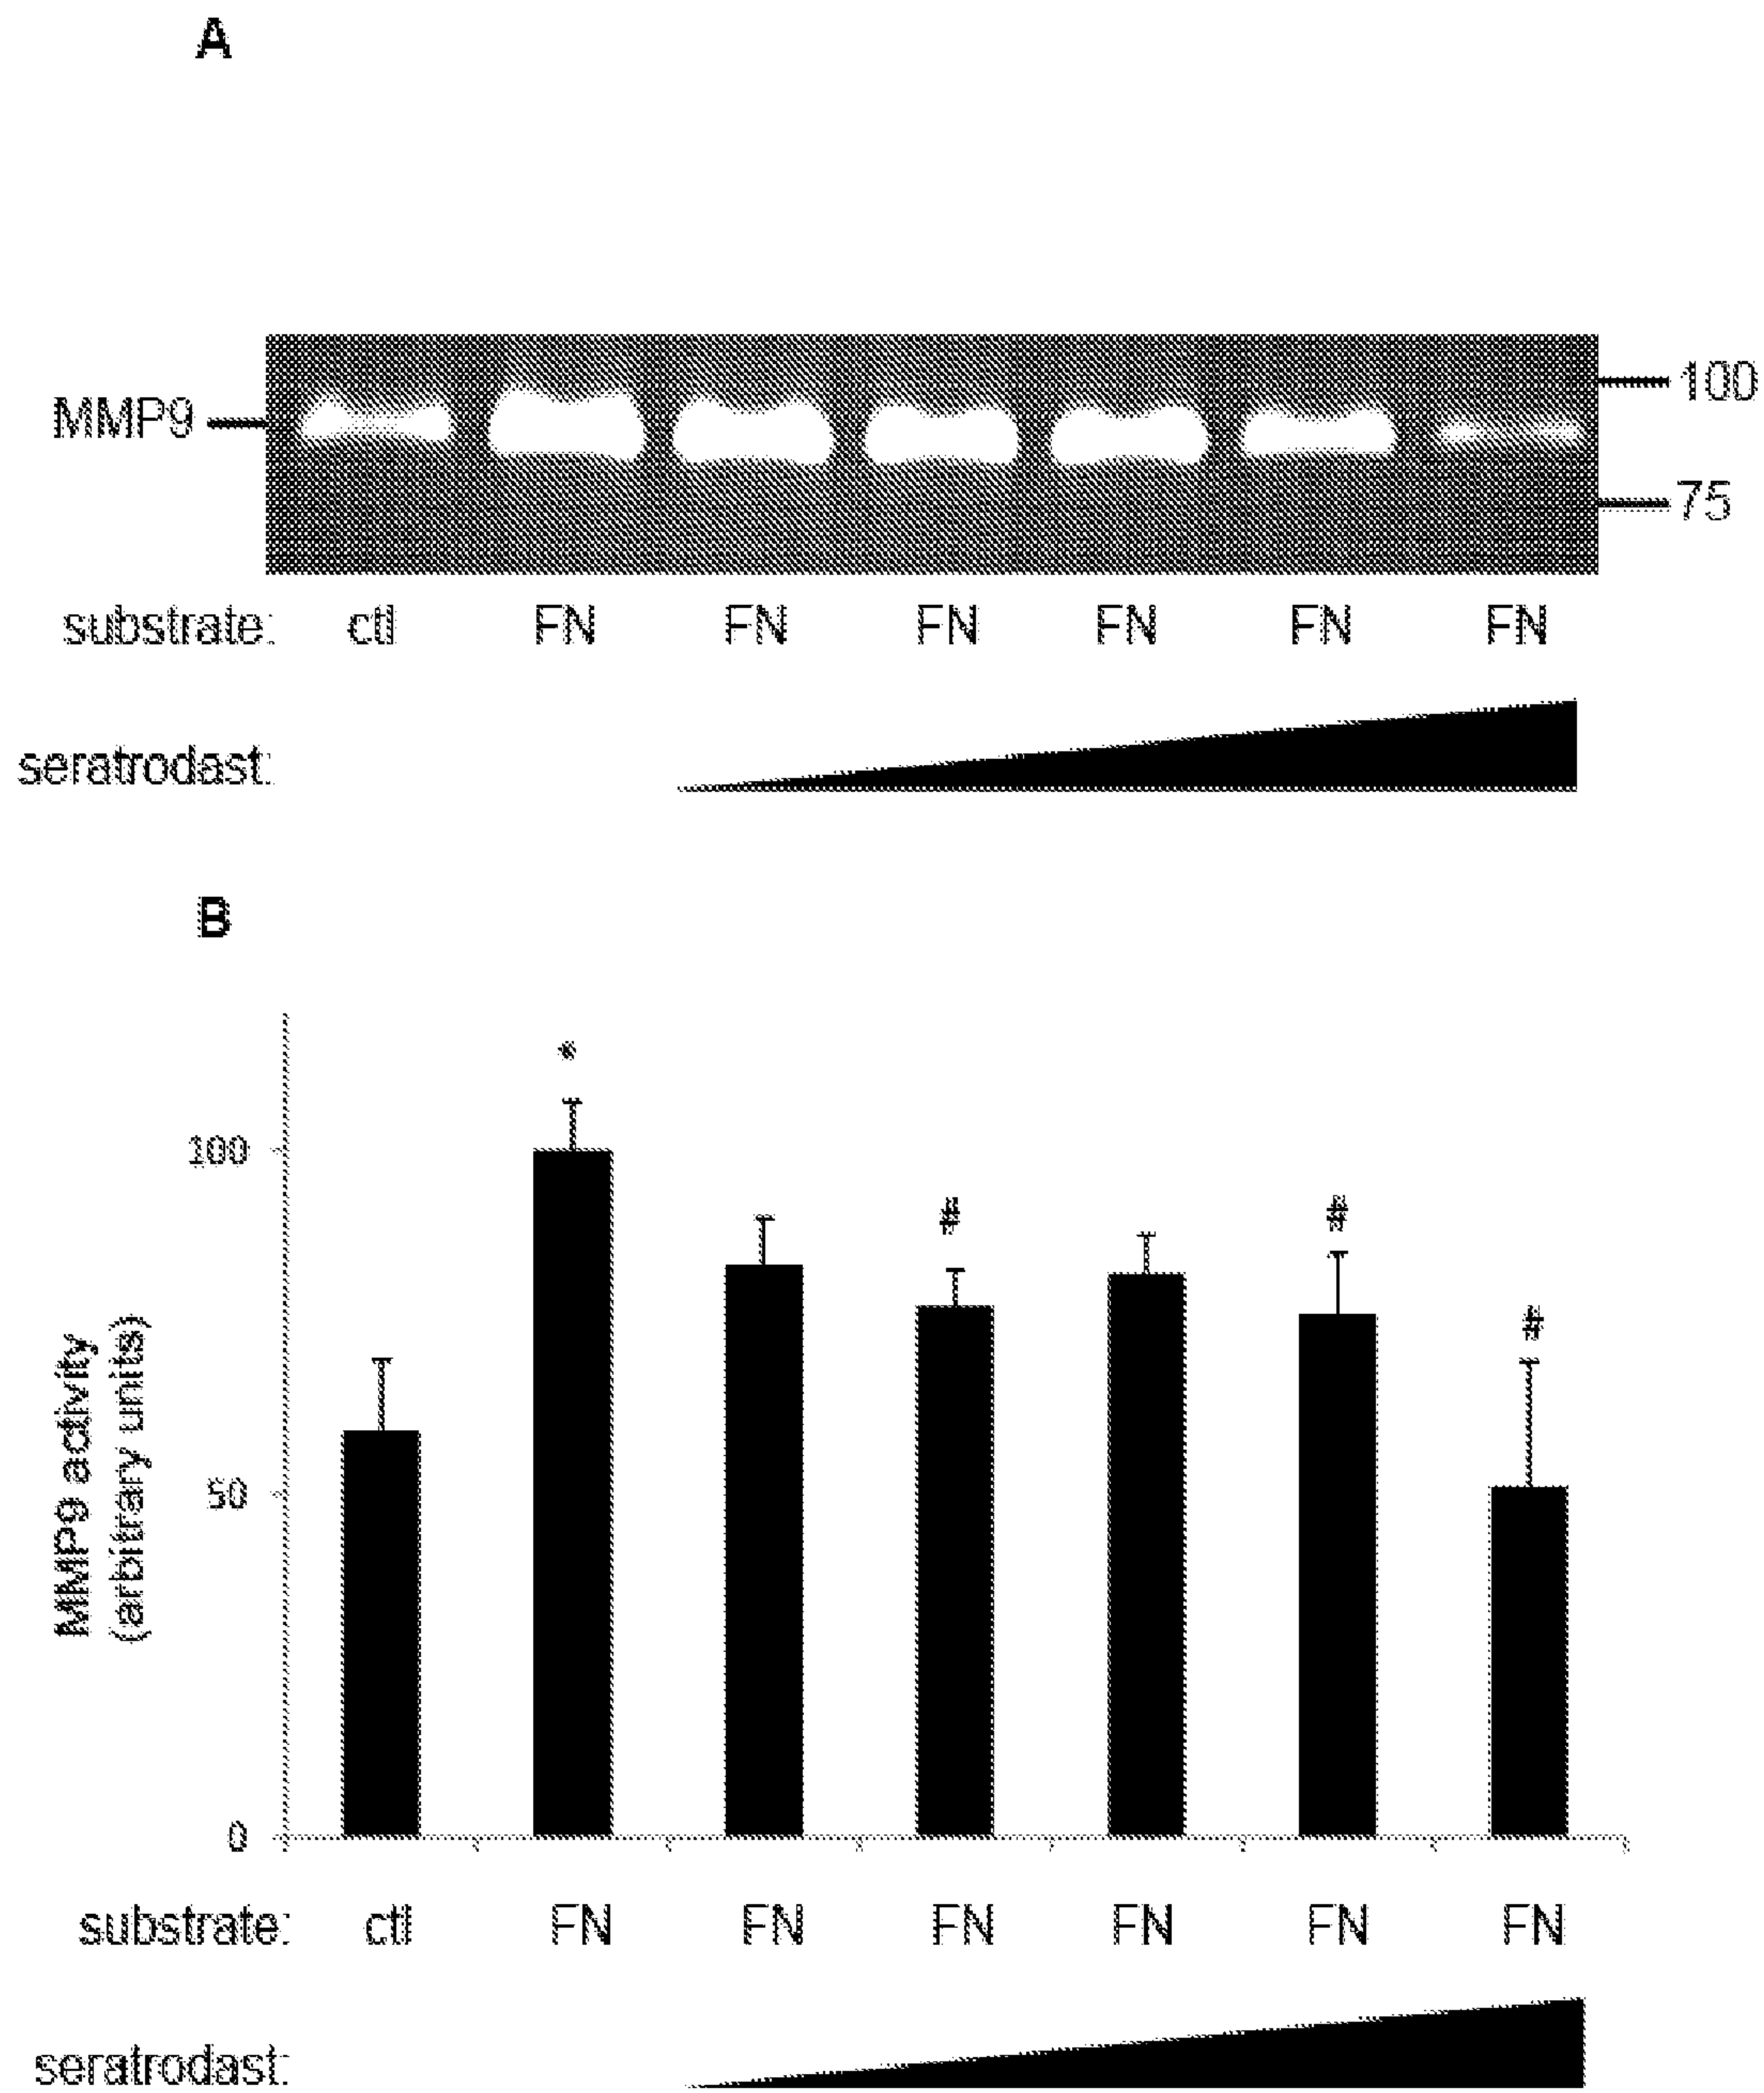 A
MMP9
100
75
substrate: ctl FN FN FN FN FN FN
seratrodast:
B
*
100
#
#
#
50
0
MMP9 activity
(arbitrary units)
substrate: ctl FN FN FN FN FN FN
seratrodast: